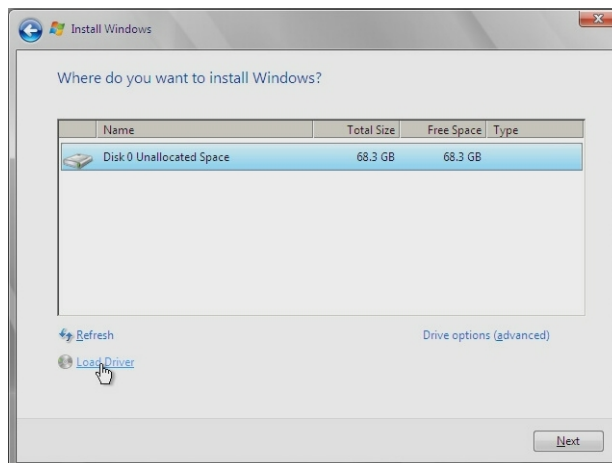 Install Windows
Where do you want to install Windows?
Name Total Size Free Space Type
Disk 0 Unallocated Space 68.3 GB 68.3 GB
Refresh Drive options (advanced)
Load Driver
Next